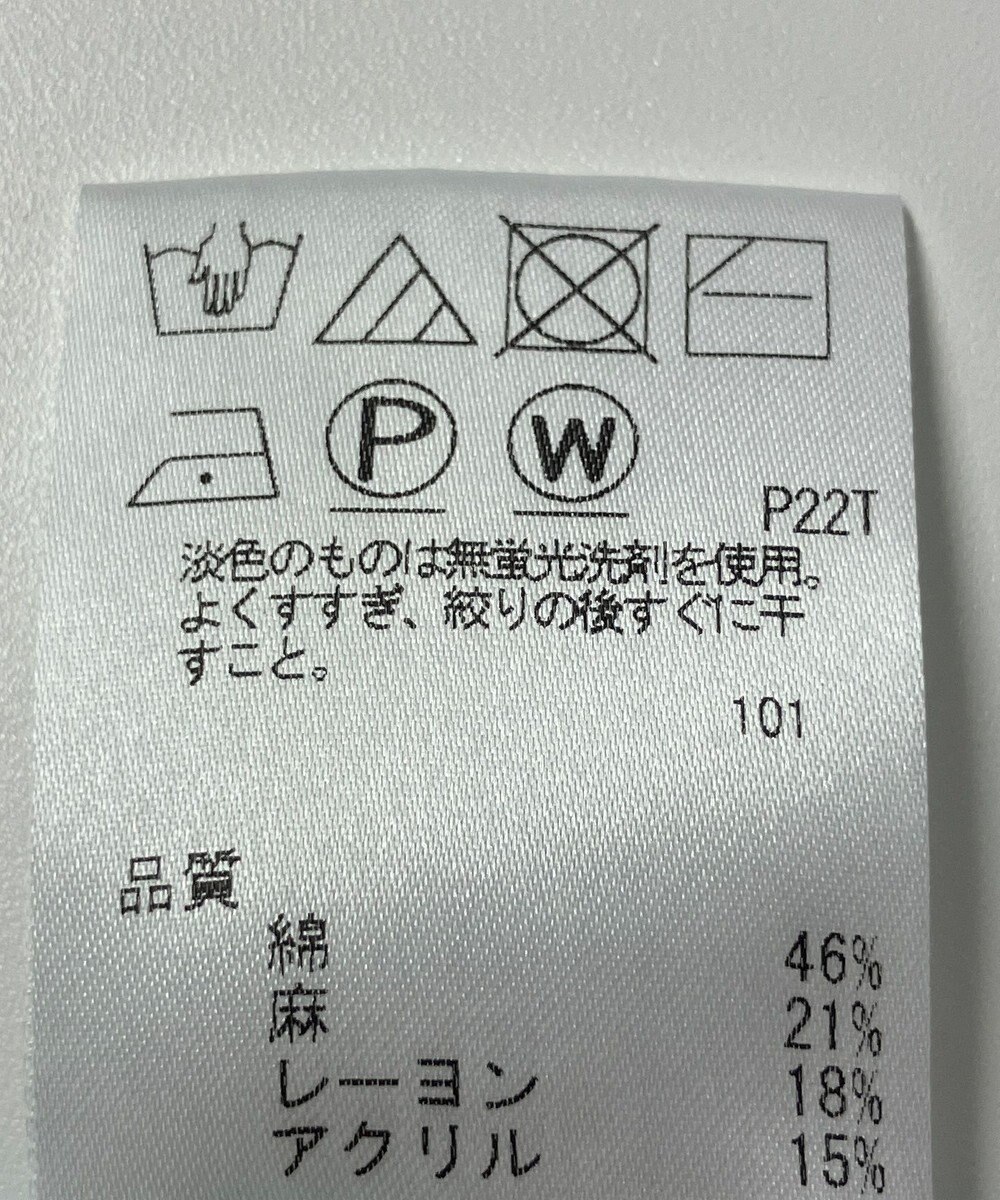 P W
P22T
淡色のものは無蛍光洗剤を使用。
よくすすぎ、絞りの後すぐに干
すこと。
101
品質
綿 46%
麻 21%
レーヨン 18%
アクリル 15%